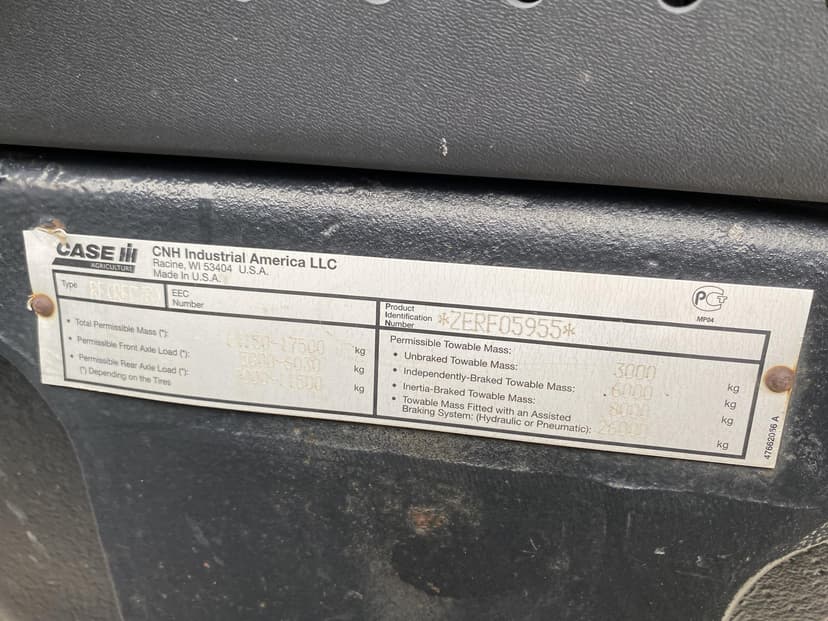 CASE IH
AGRICULTURE
CNH Industrial America LLC
Racine, WI 53404 U.S.A.
Made In U.S.A.
Type
EEC
Number
Product
Identification
Number
*ZERF05955*
PCT
MP04
• Total Permissible Mass (*): kg
• Permissible Front Axle Load (*): kg
• Permissible Rear Axle Load (*): kg
(*) Depending on the Tires
Permissible Towable Mass:
• Unbraked Towable Mass: 3000 kg
• Independently-Braked Towable Mass: 6000 kg
• Inertia-Braked Towable Mass: 8000 kg
• Towable Mass Fitted with an Assisted
Braking System: (Hydraulic or Pneumatic): kg